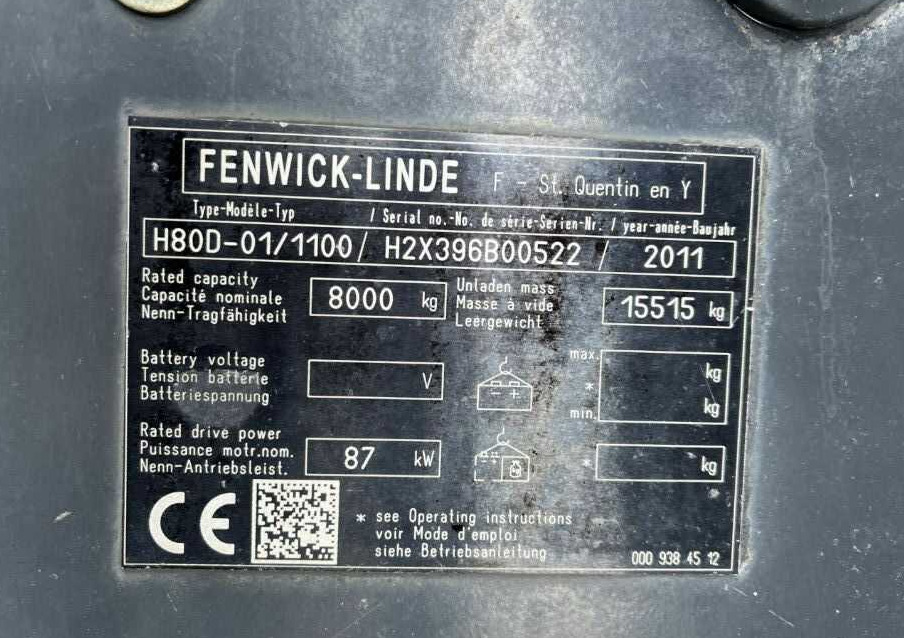 FENWICK-LINDE F - St. Quentin en Y
Type-Modèle-Typ / Serial no.-No. de série-Serien-Nr. / year-année-Baujahr
H80D-01/1100 / H2X396B00522 / 2011
Rated capacity
Capacité nominale
Nenn-Tragfähigkeit
8000 kg
Unladen mass
Masse à vide
Leergewicht
15515 kg
Battery voltage
Tension batterie
Batteriespannung
V
max.
*
min.
kg
kg
Rated drive power
Puissance motr.nom.
Nenn-Antriebsleist.
87 kW
kg
* kg
CE
* see Operating instructions
voir Mode d'emploi
siehe Betriebsanleitung
000 938 45 12